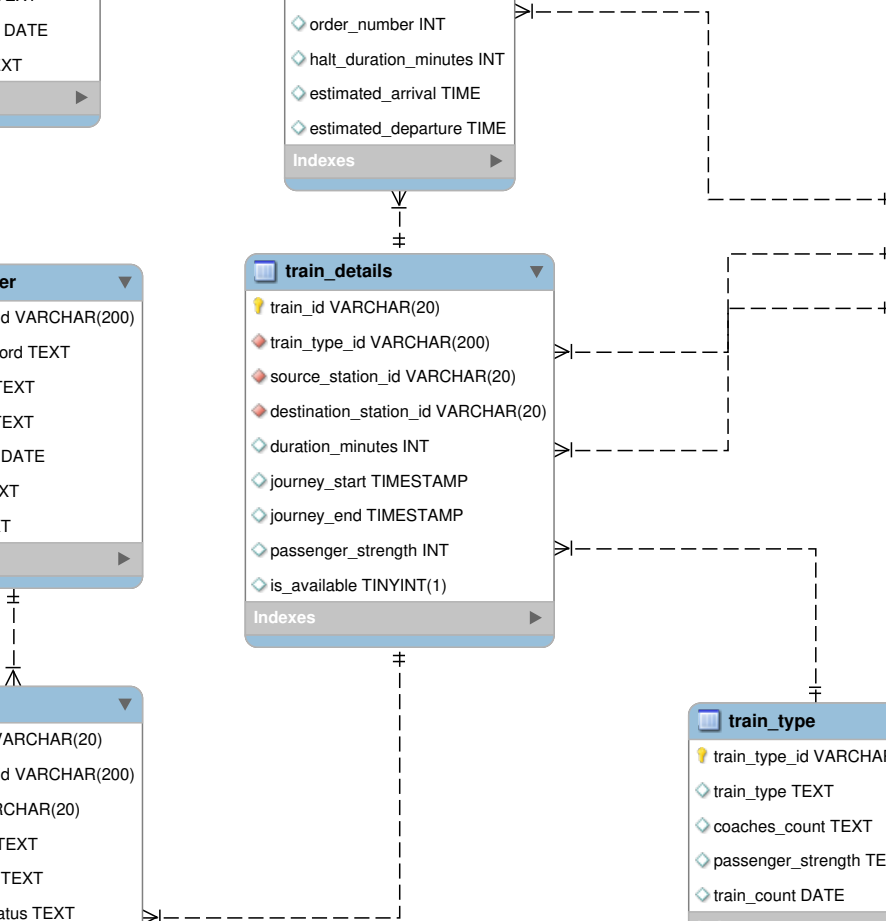 DATE
order_number INT
halt_duration_minutes INT
estimated_arrival TIME
estimated_departure TIME
Indexes
train_details
train_id VARCHAR(20)
train_type_id VARCHAR(200)
source_station_id VARCHAR(20)
destination_station_id VARCHAR(20)
duration_minutes INT
journey_start TIMESTAMP
journey_end TIMESTAMP
passenger_strength INT
is_available TINYINT(1)
Indexes
er
d VARCHAR(200)
ord TEXT
TEXT
TEXT
DATE
XT
T
VARCHAR(20)
d VARCHAR(200)
RCHAR(20)
TEXT
TEXT
atus TEXT
train_type
train_type_id VARCHA
train_type TEXT
coaches_count TEXT
passenger_strength TE
train_count DATE